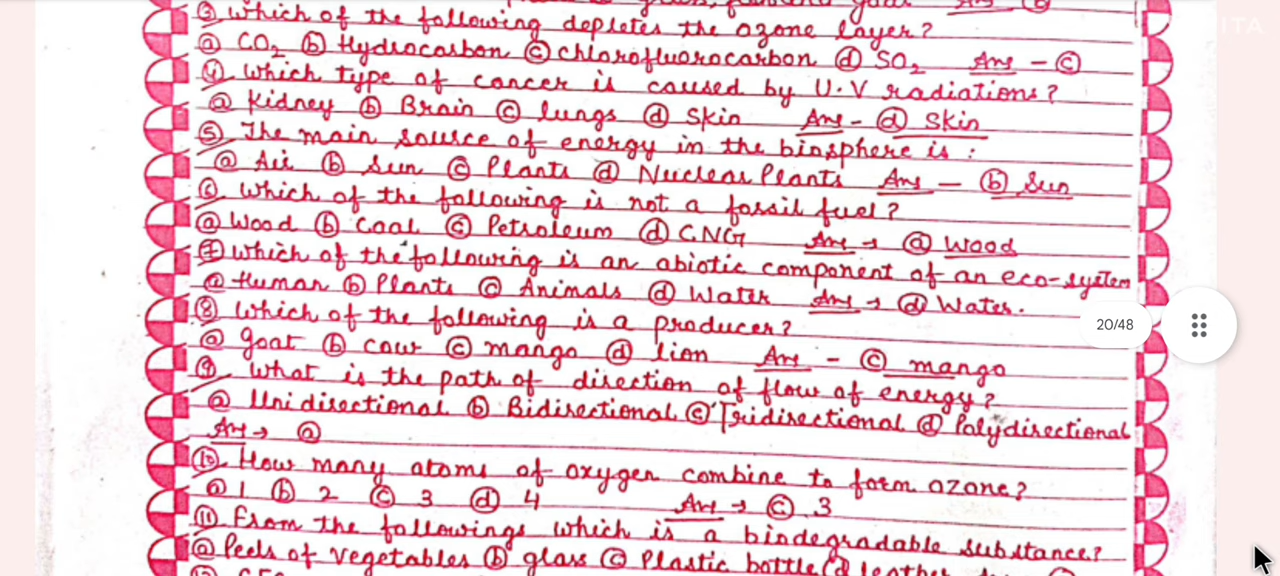 ③ Which of the following depletes the ozone layer?
ⓐ CO₂ ⓑ Hydrocarbon ⓒ chlorofluorocarbon ⓓ SO₂ Ans - ⓒ
④ Which type of cancer is caused by U.V radiations?
ⓐ Kidney ⓑ Brain ⓒ lungs ⓓ Skin Ans - ⓓ Skin
⑤ The main source of energy in the biosphere is :
ⓐ Air ⓑ Sun ⓒ Plants ⓓ Nuclear Plants Ans - ⓑ Sun
⑥ Which of the following is not a fossil fuel?
ⓐ Wood ⓑ Coal ⓒ Petroleum ⓓ CNG Ans → ⓐ Wood
⑦ Which of the following is an abiotic component of an eco-system
ⓐ Human ⓑ Plants ⓒ Animals ⓓ Water Ans → ⓓ Water.
⑧ Which of the following is a producer?
ⓐ goat ⓑ cow ⓒ mango ⓓ lion Ans - ⓒ mango
⑨ What is the path of direction of flow of energy?
ⓐ Unidirectional ⓑ Bidirectional ⓒ Tridirectional ⓓ Polydirectional
Ans → ⓐ
⑩ How many atoms of oxygen combine to form ozone?
ⓐ 1 ⓑ 2 ⓒ 3 ⓓ 4 Ans → ⓒ 3
⑪ From the followings which is a biodegradable substance?
ⓐ Peels of vegetables ⓑ glass ⓒ Plastic bottle ⓓ leather
20/48